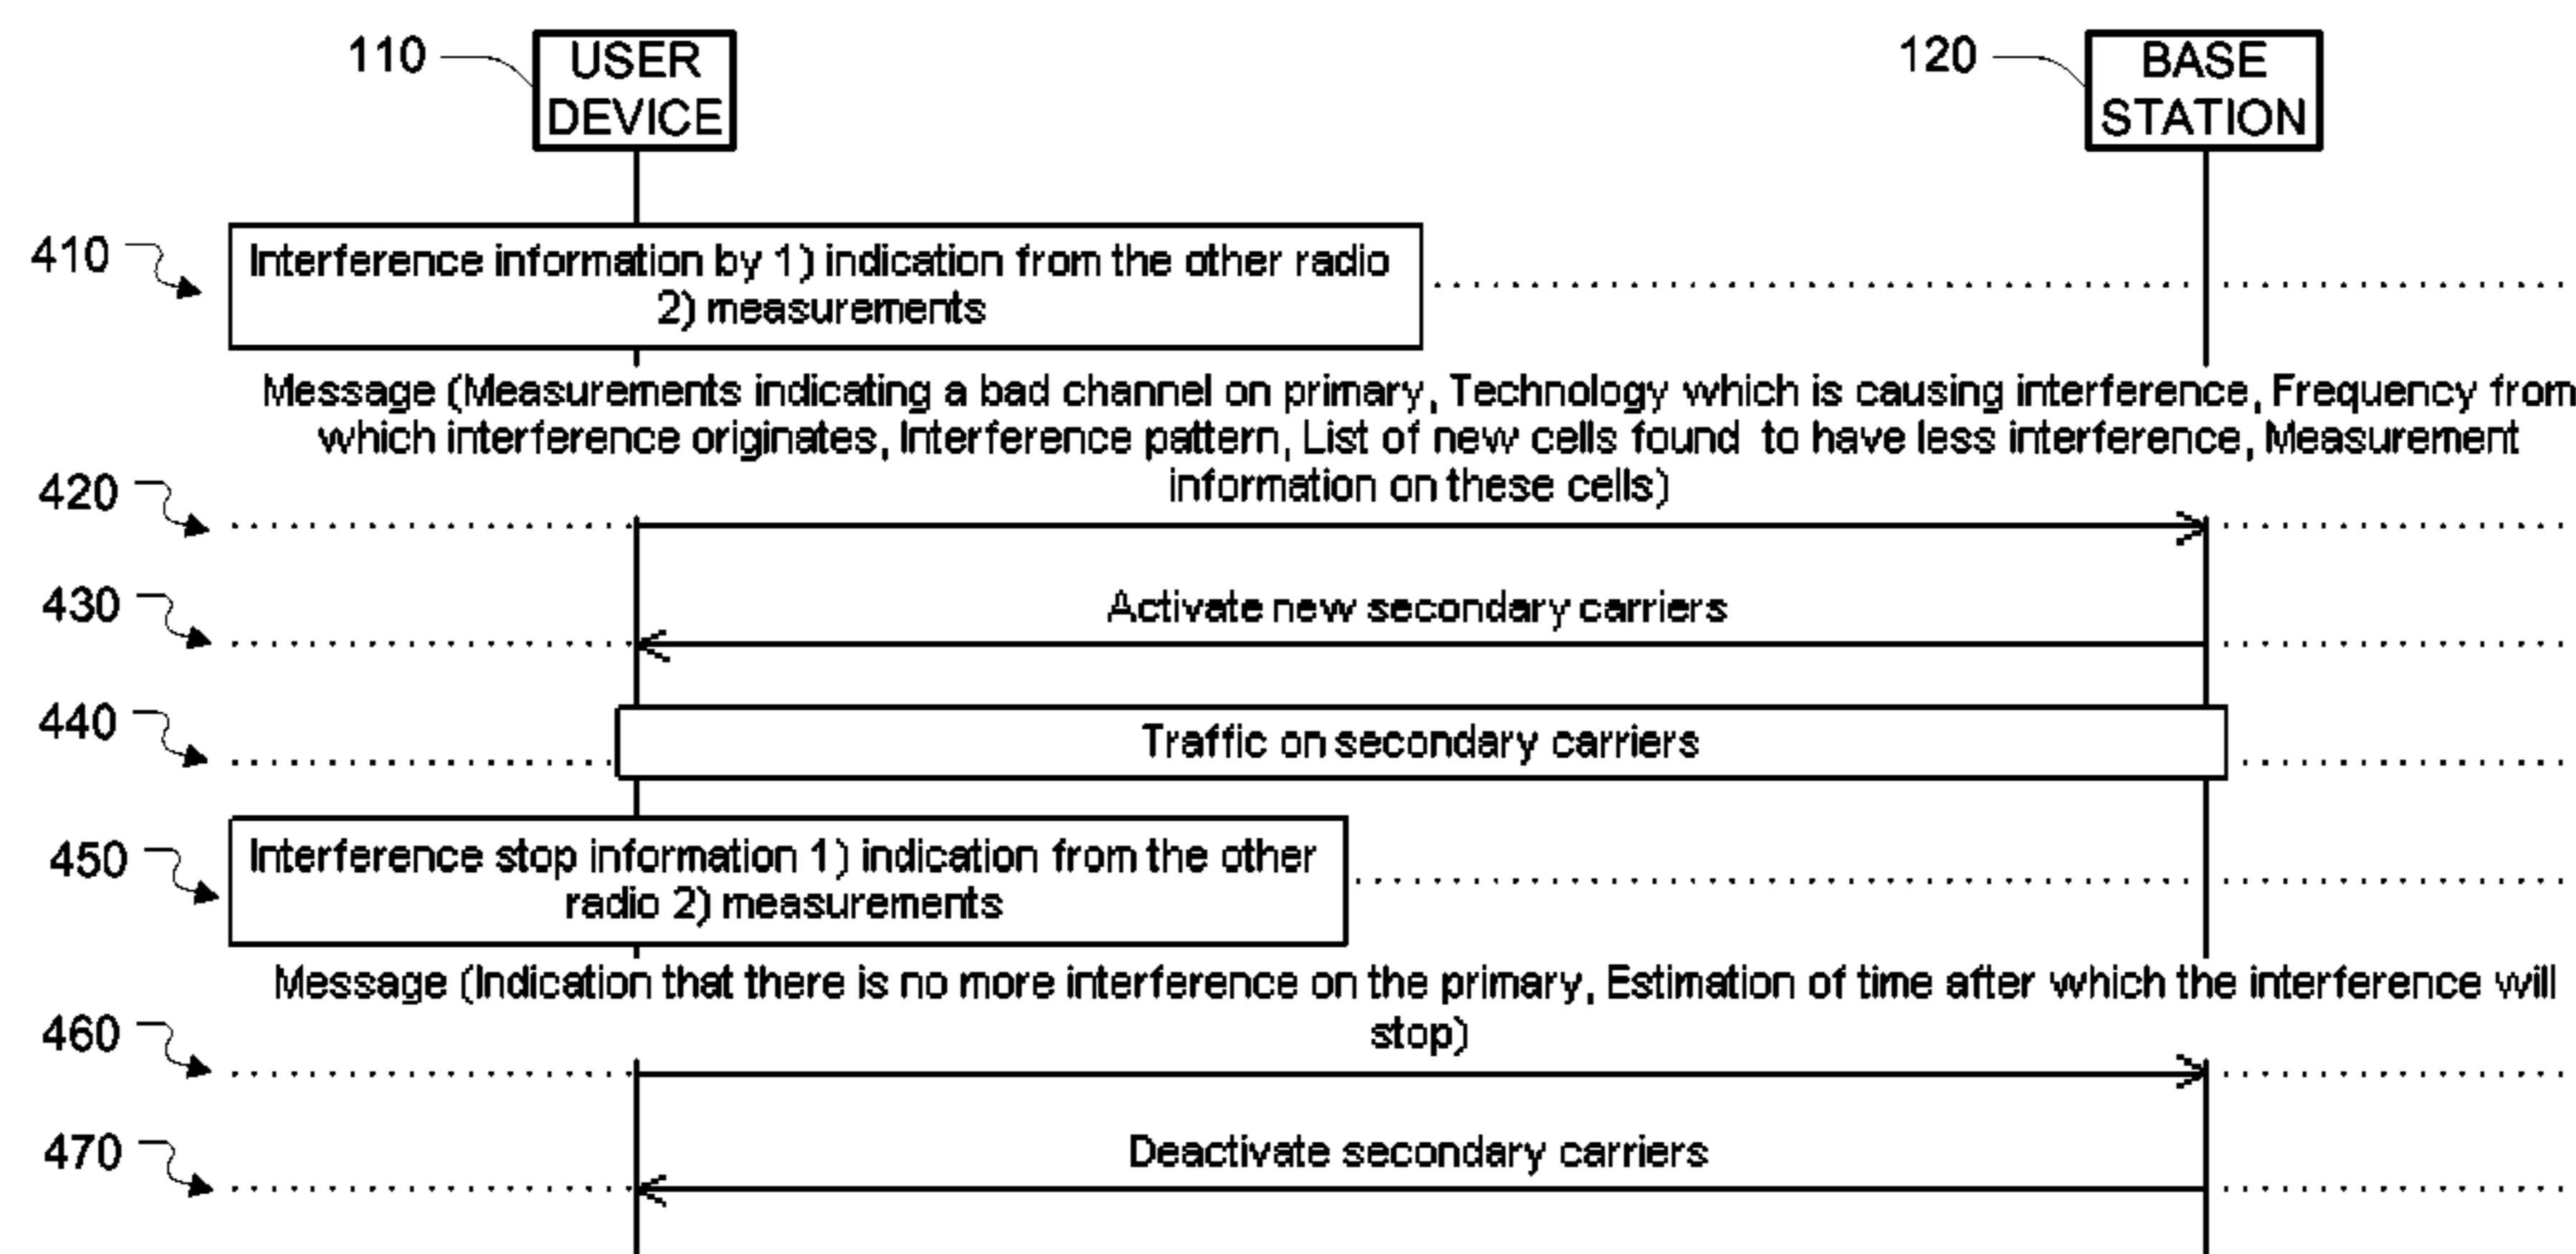 110
USER
DEVICE
120
BASE
STATION
410
Interference information by 1) indication from the other radio
2) measurements
Message (Measurements indicating a bad channel on primary, Technology which is causing interference, Frequency from
which interference originates, Interference pattern, List of new cells found to have less interference, Measurement
information on these cells)
420
430
Activate new secondary carriers
440
Traffic on secondary carriers
450
Interference stop information 1) indication from the other
radio 2) measurements
Message (Indication that there is no more interference on the primary, Estimation of time after which the interference will
stop)
460
470
Deactivate secondary carriers